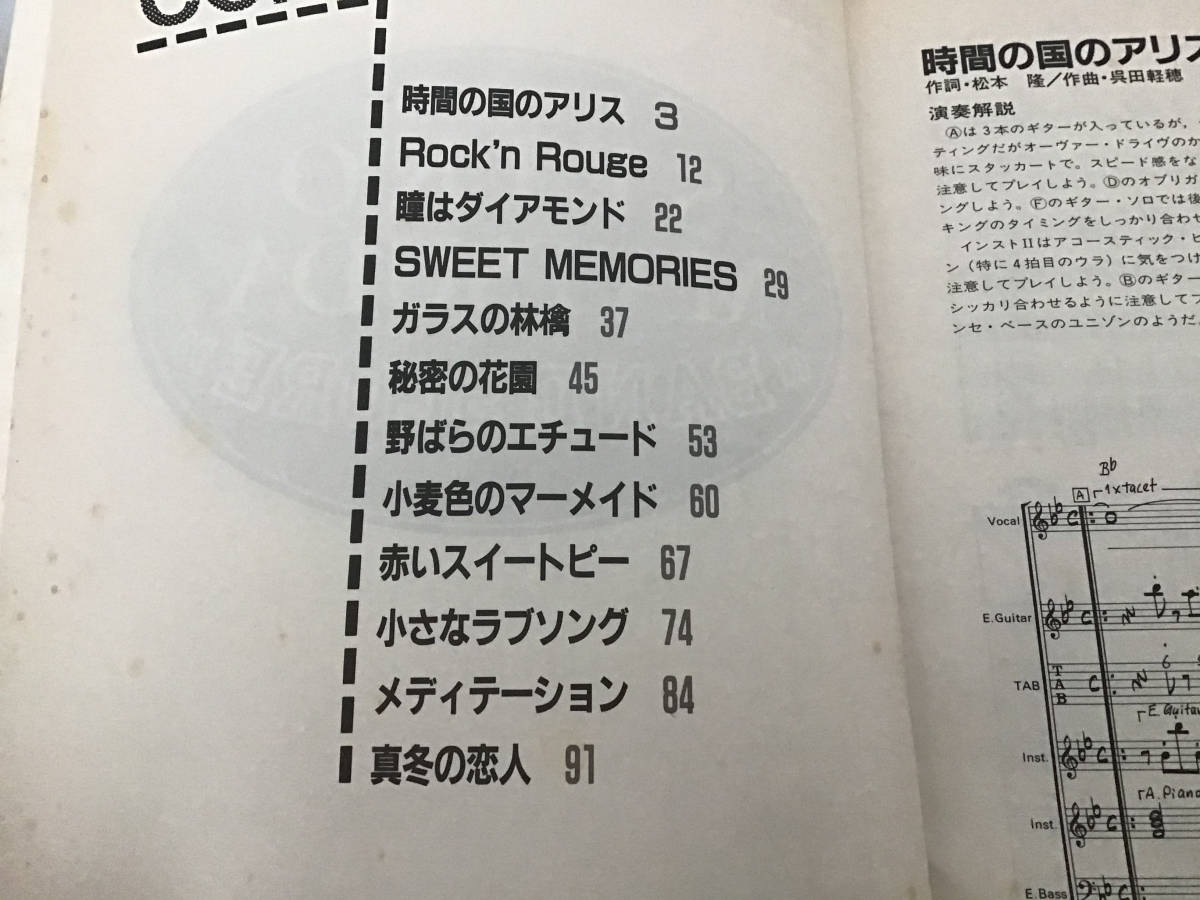 時間の国のアリス 3
Rock'n Rouge 12
瞳はダイアモンド 22
SWEET MEMORIES 29
ガラスの林檎 37
秘密の花園 45
野ばらのエチュード 53
小麦色のマーメイド 60
赤いスイートピー 67
小さなラブソング 74
メディテーション 84
真冬の恋人 91
時間の国のアリス
作詞・松本 隆/作曲・呉田軽穂
演奏解説
Ⓐは3本のギターが入っているが,
ティングだがオーヴァー・ドライヴのか
味にスタッカートで。スピード感をな
注意してプレイしよう。Ⓓのオブリガ
ングしよう。Ⓕのギター・ソロでは後
キングのタイミングをしっかり合わせ
インストⅡはアコースティック・ピ
ン(特に4拍目のウラ)に気をつけ
注意してプレイしよう。Ⓑのギター
シッカリ合わせるように注意してプ
ンセ・ベースのユニゾンのようだ。
B♭
A 1xtacet
Vocal
E.Guitar
TAB
T
A
B
6
E.Guitar
Inst.
A.Piano
Inst.
E.Bass